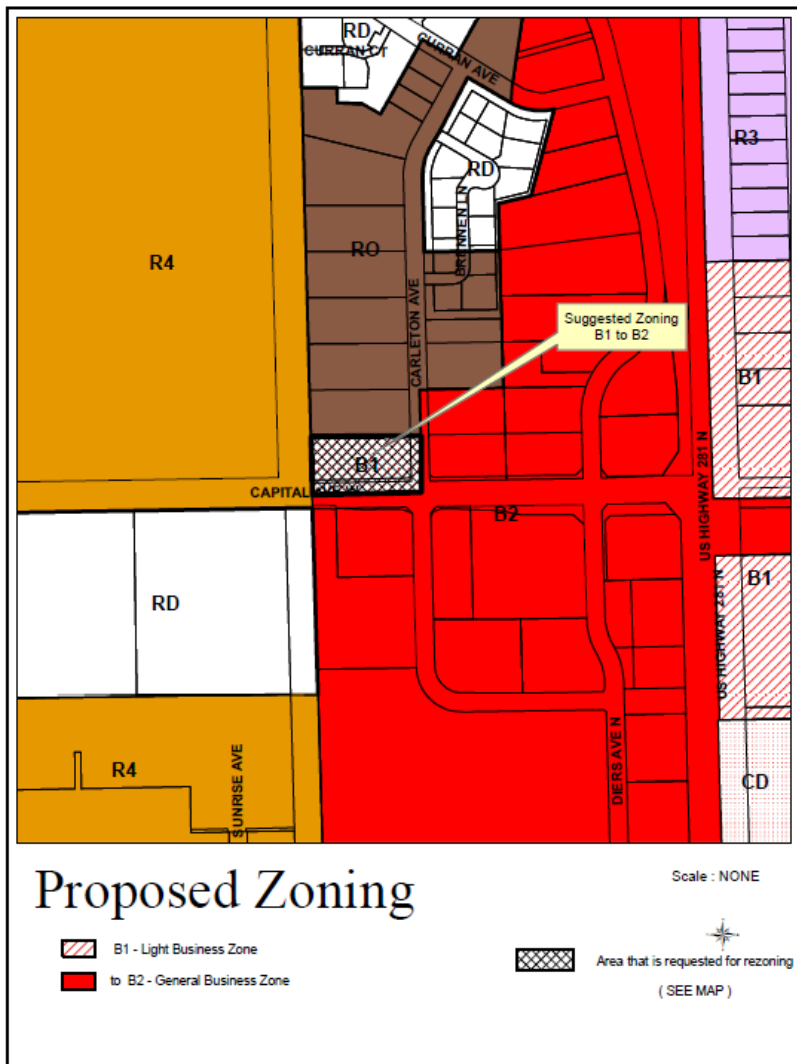 RD
CURRAN CT
CURRAN AVE
R3
RD
BRENNEN LN
R4
RO
CARLETON AVE
Suggested Zoning
B1 to B2
B1
B1
US HIGHWAY 281 N
CAPITAL
B2
B1
US HIGHWAY 281 N
RD
R4
SUNRISE AVE
DIERS AVE N
CD
Proposed Zoning
Scale : NONE
B1 - Light Business Zone
to B2 - General Business Zone
Area that is requested for rezoning
( SEE MAP )